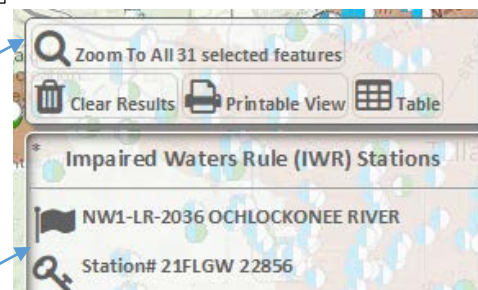 Zoom To All 31 selected features
Clear Results Printable View Table
* Impaired Waters Rule (IWR) Stations
NW1-LR-2036 OCHLOCKONEE RIVER
Station# 21FLGW 22856